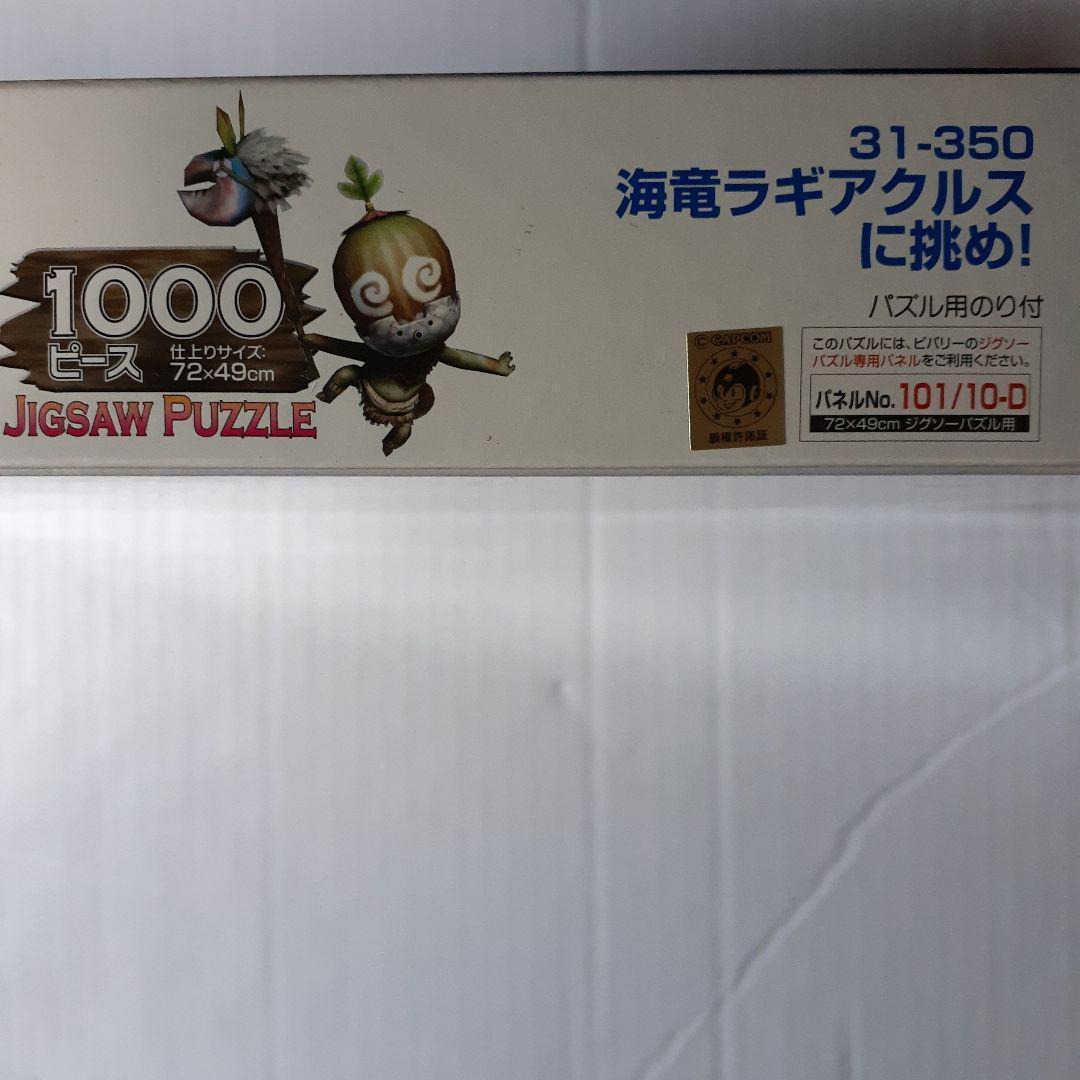 1000
ピース
仕上りサイズ:
72×49cm
JIGSAW PUZZLE
31-350
海竜ラギアクルス
に挑め!
パズル用のり付
© CAPCOM
版権許諾証
このパズルには、ビバリーのジグソー
パズル専用パネルをご利用ください。
パネルNo. 101/10-D
72×49cm ジグソーパズル用